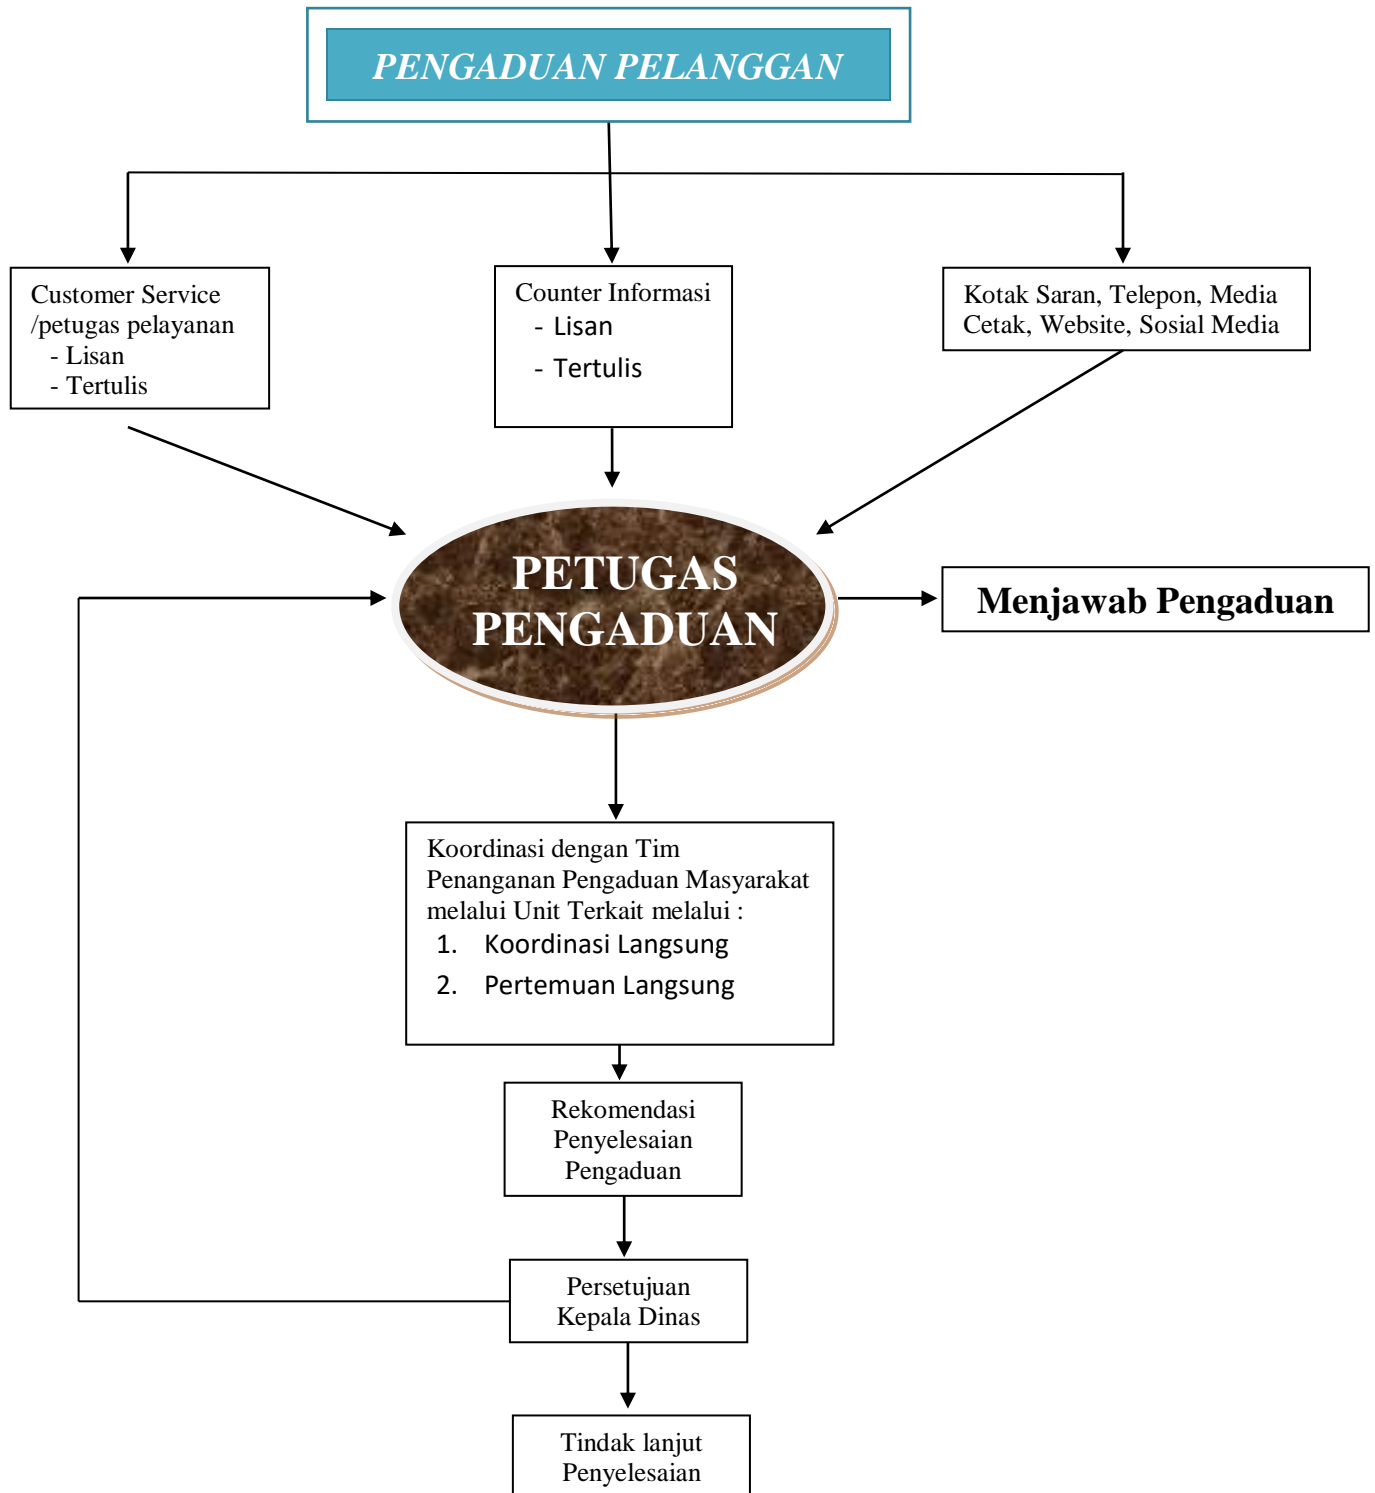 PENGADUAN PELANGGAN
Customer Service
/petugas pelayanan
- Lisan
- Tertulis
Counter Informasi
- Lisan
- Tertulis
Kotak Saran, Telepon, Media
Cetak, Website, Sosial Media
PETUGAS
PENGADUAN
Menjawab Pengaduan
Koordinasi dengan Tim
Penanganan Pengaduan Masyarakat
melalui Unit Terkait melalui :
1. Koordinasi Langsung
2. Pertemuan Langsung
Rekomendasi
Penyelesaian
Pengaduan
Persetujuan
Kepala Dinas
Tindak lanjut
Penyelesaian